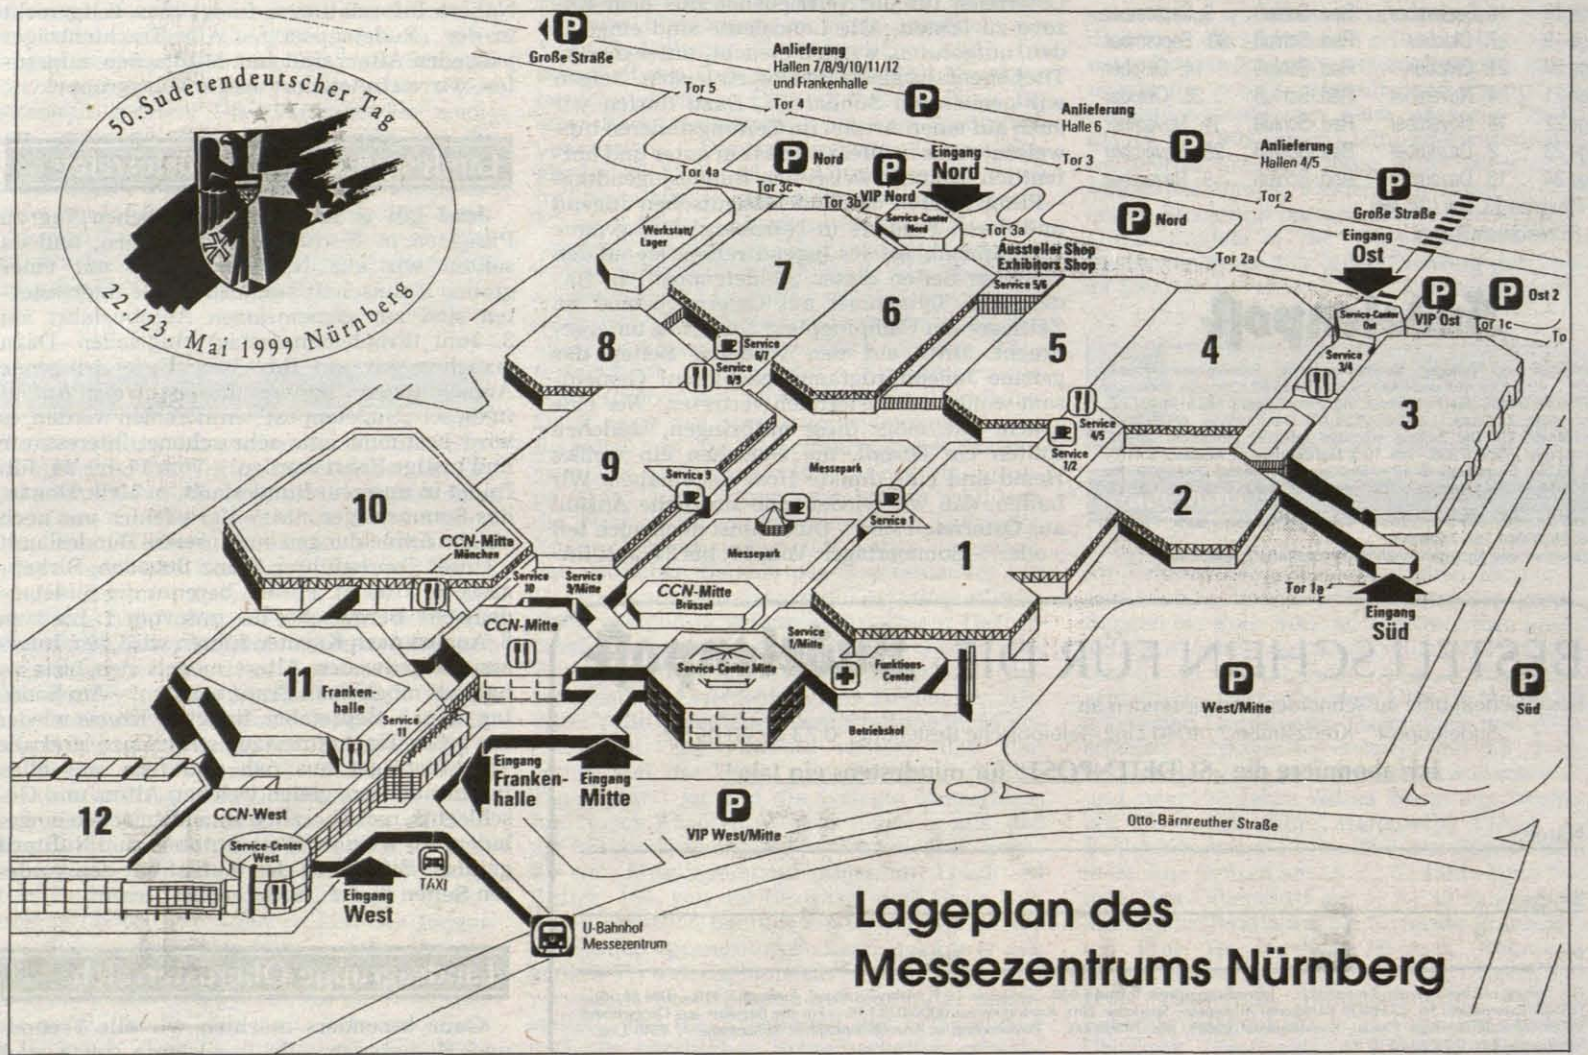 50. Sudetendeutscher Tag
22./23. Mai 1999 Nürnberg
P
Große Straße
Anlieferung
Hallen 7/8/9/10/11/12
und Frankenhalle
P
Tor 5
Tor 4
Anlieferung
Halle 6
P
Anlieferung
Hallen 4/5
P
Große Straße
P Nord
P
VIP Nord
Eingang
Nord
Tor 3
Tor 4a
Tor 3c
Tor 3b
Tor 2
P Nord
Service-Center
Nord
Tor 3a
Werkstatt/
Lager
Aussteller Shop
Exhibitors Shop
Service 5/6
Tor 2a
Eingang
Ost
P
VIP Ost
P Ost 2
Tor 1c
To
Service-Center
Ost
7
6
5
4
8
Service
6/7
Service
8/9
Service
3/4
3
Service
4/5
Service
1/2
9
Service 9
Messepark
Service 1
Messepark
2
10
CCN-Mitte
München
Service
10
Service
9/Mitte
CCN-Mitte
Brüssel
1
Tor 1a
Eingang
Süd
CCN-Mitte
Service
1/Mitte
Service-Center Mitte
Funktions-
Center
11 Franken-
halle
Service
11
Betriebshof
P
West/Mitte
P
Süd
Eingang
Franken-
halle
Eingang
Mitte
P
VIP West/Mitte
Otto-Bärnreuther Straße
12
CCN-West
Service-Center
West
TAXI
Eingang
West
U-Bahnhof
Messezentrum
Lageplan des
Messezentrums Nürnberg